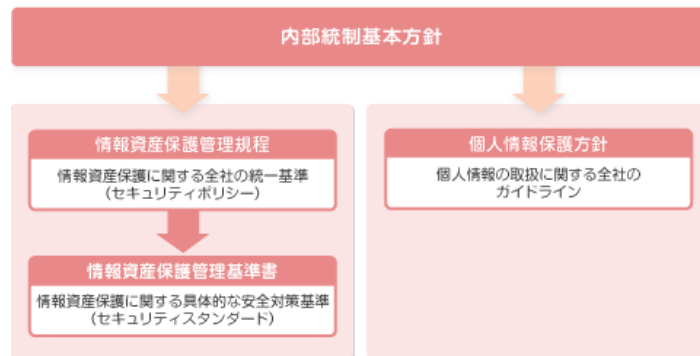 内部統制基本方針
情報資産保護管理規程
情報資産保護に関する全社の統一基準
（セキュリティポリシー）
情報資産保護管理基準書
情報資産保護に関する具体的な安全対策基準
（セキュリティスタンダード）
個人情報保護方針
個人情報の取扱に関する全社の
ガイドライン